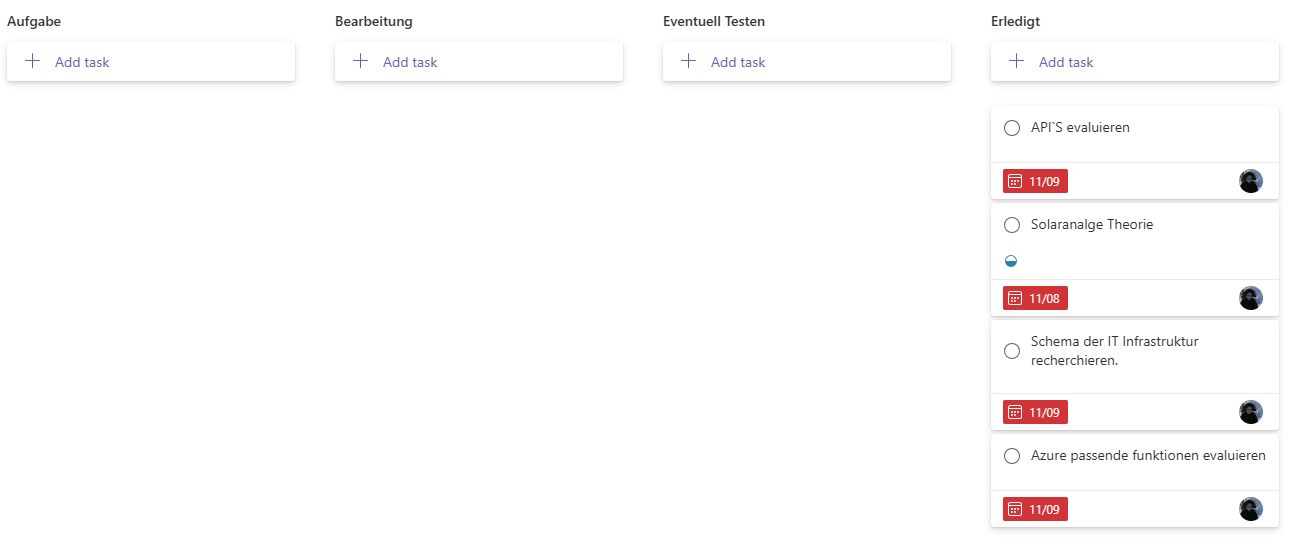 Aufgabe
Add task
Bearbeitung
Add task
Eventuell Testen
Add task
Erledigt
Add task
API`S evaluieren
11/09
Solaranalge Theorie
11/08
Schema der IT Infrastruktur
recherchieren.
11/09
Azure passende funktionen evaluieren
11/09